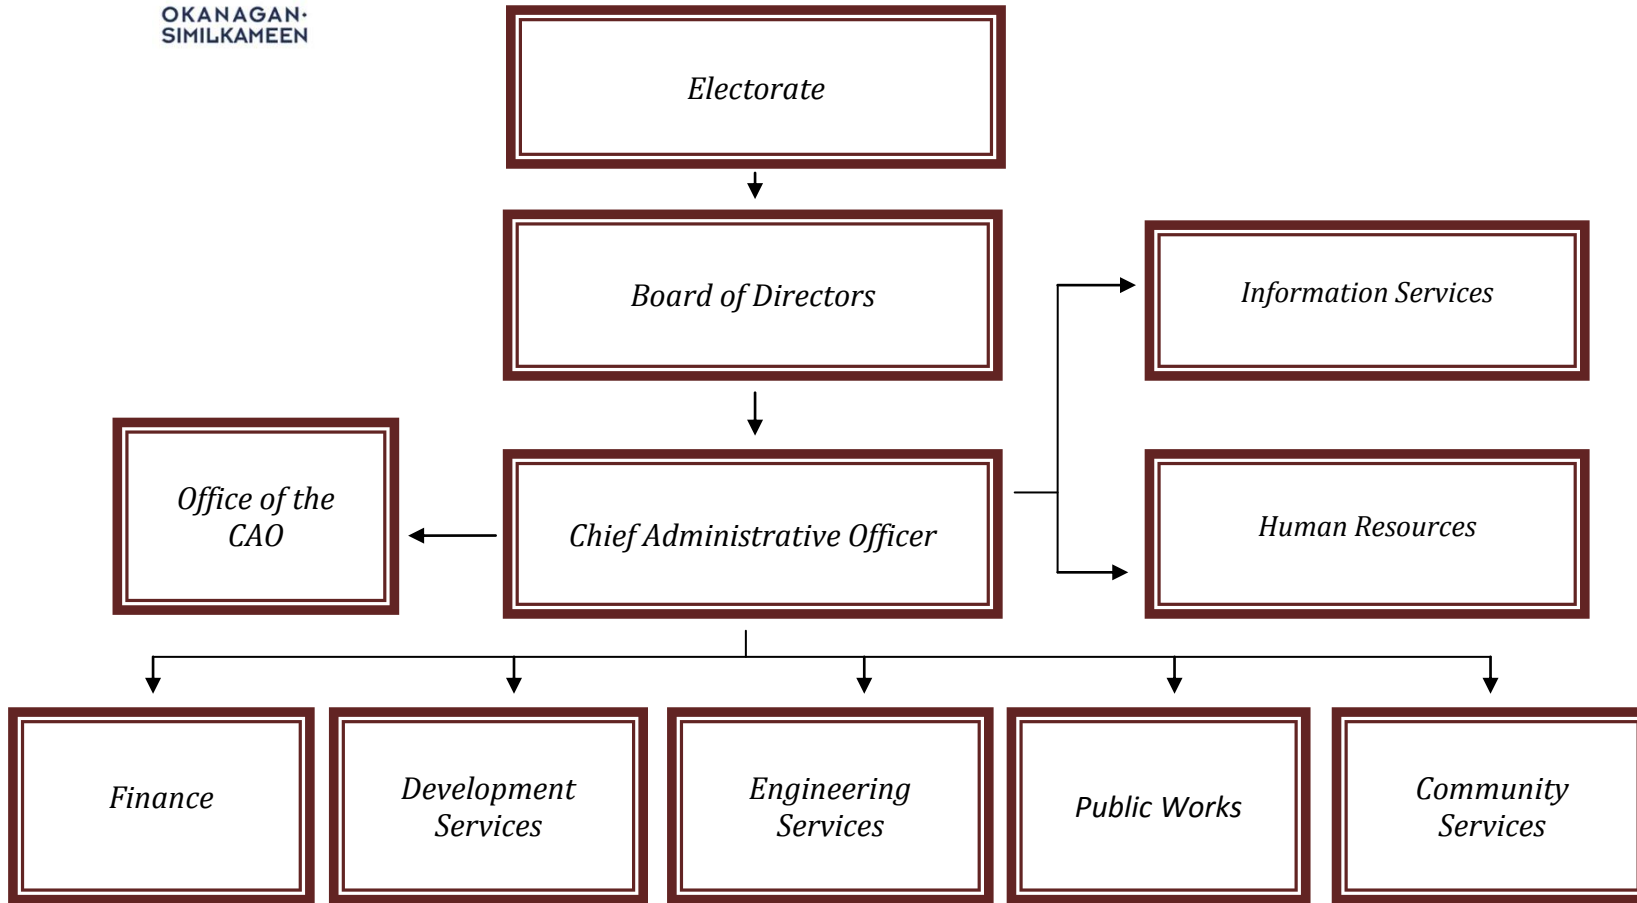 OKANAGAN·
SIMILKAMEEN
Electorate
Board of Directors
Information Services
Office of the
CAO
Chief Administrative Officer
Human Resources
Finance
Development
Services
Engineering
Services
Public Works
Community
Services